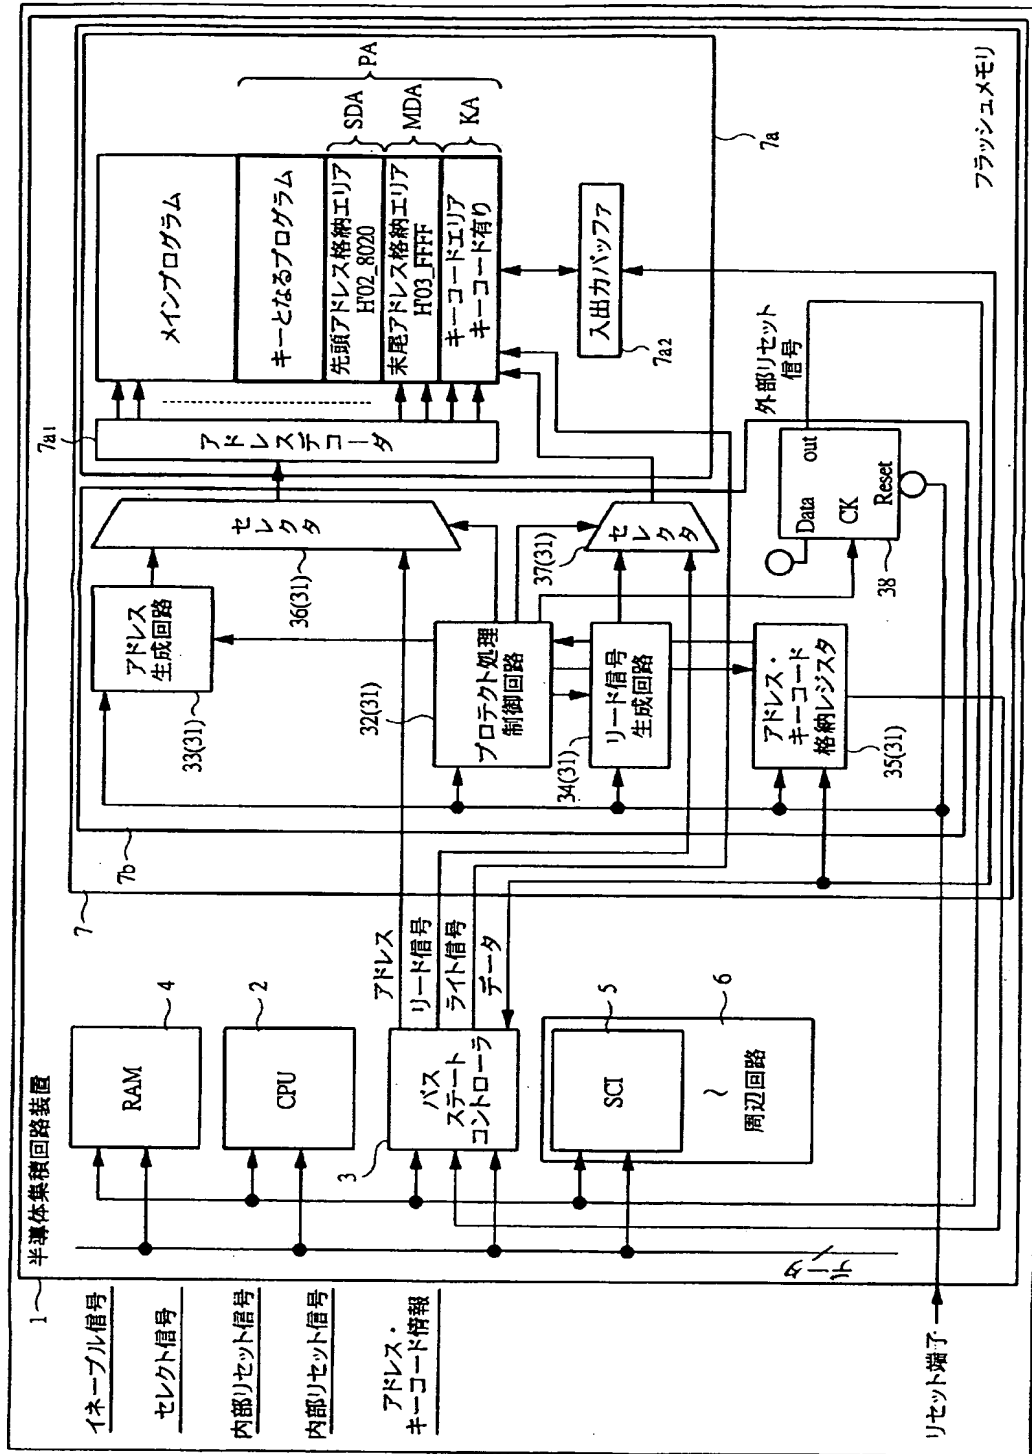 1
半導体集積回路装置
イネーブル信号
セレクト信号
内部リセット信号
内部リセット信号
アドレス・
キーコード情報
リセット端子
RAM
4
CPU
2
バス
ステート
コントローラ
3
SCI
5
6
～
周辺回路
データ
アドレス
リード信号
ライト信号
データ
7
7b
アドレス
生成回路
33(31)
セレクタ
36(31)
プロテクト処理
制御回路
32(31)
リード信号
生成回路
34(31)
アドレス・
キーコード
格納レジスタ
35(31)
セレクタ
37(31)
Data
out
CK
Reset
38
外部リセット
信号
7a1
アドレスデコーダ
メインプログラム
キーとなるプログラム
先頭アドレス格納エリア
H'02_8020
末尾アドレス格納エリア
H'03_FFFF
キーコードエリア
キーコード有り
SDA
MDA
KA
PA
入出力バッファ
7a2
7a
フラッシュメモリ